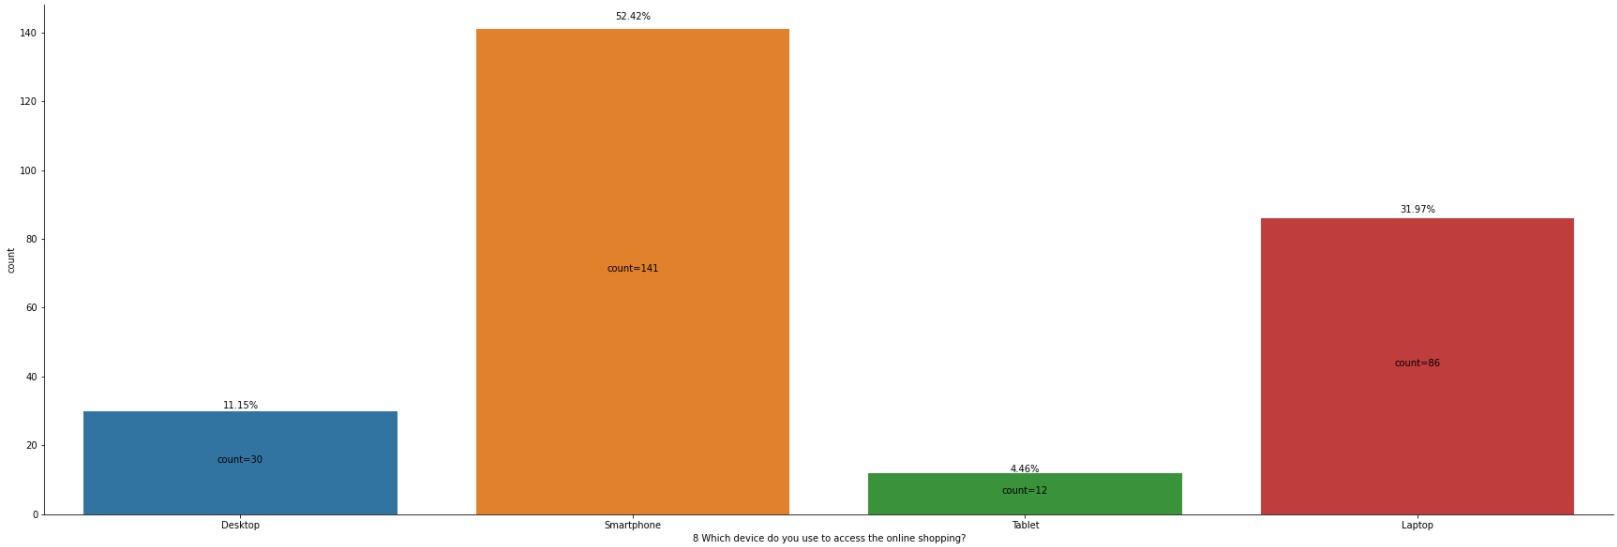 52.42%
140
120
100
31.97%
80
count
count=141
60
count=86
40
11.15%
20
count=30
4.46%
count=12
0
Desktop Smartphone Tablet Laptop
8 Which device do you use to access the online shopping?